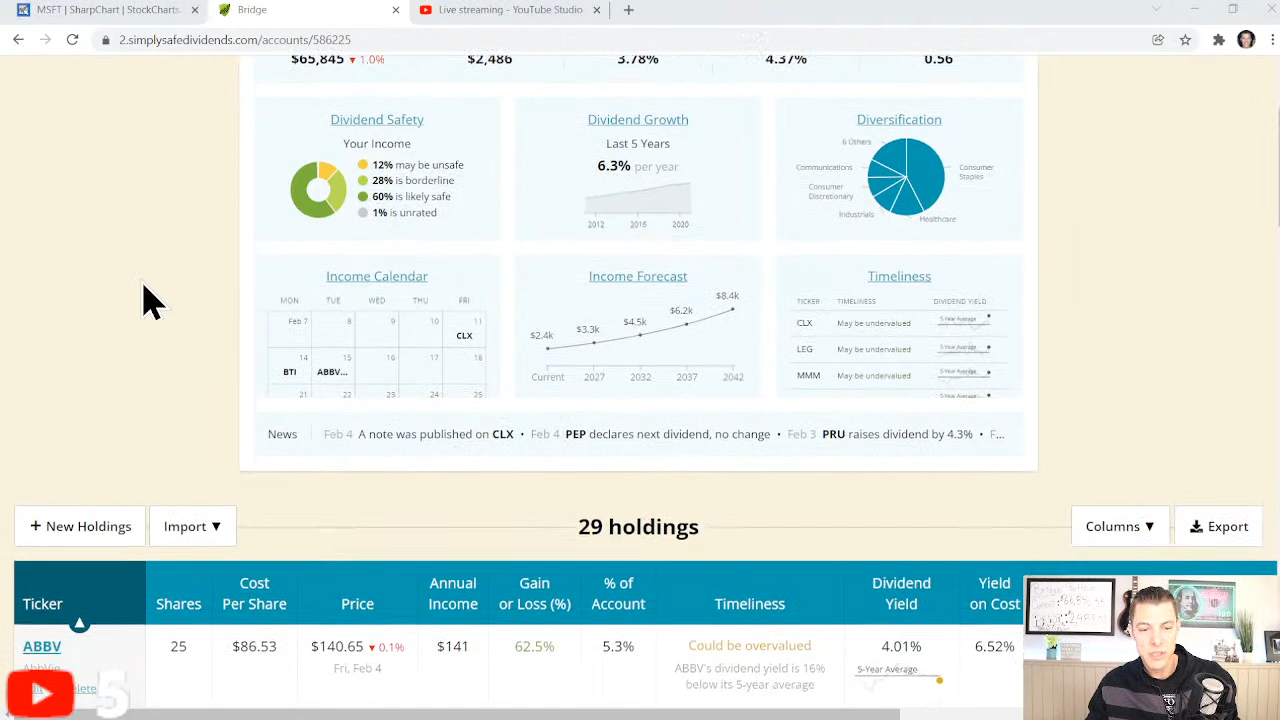 MSFT | SharpChart | StockCharts.
Bridge
Live streaming - YouTube Studio
2.simplysafedividends.com/accounts/586225
$65,845 ▼ 1.0%
$2,486
3.78%
4.37%
0.56
Dividend Safety
Your Income
12% may be unsafe
28% is borderline
60% is likely safe
1% is unrated
Dividend Growth
Last 5 Years
6.3% per year
2012 2016 2020
Diversification
6 Others
Communications
Consumer
Discretionary
Industrials
Healthcare
Consumer
Staples
Income Calendar
MON TUE WED THU FRI
Feb 7 8 9 10 11
CLX
14 15 16 17 18
BTI ABBV...
21 22 23 24 25
Income Forecast
$2.4k $3.3k $4.5k $6.2k $8.4k
Current 2027 2032 2037 2042
Timeliness
TICKER TIMELINESS DIVIDEND YIELD
CLX May be undervalued 5-Year Average
LEG May be undervalued 5-Year Average
MMM May be undervalued 5-Year Average
5-Year Average
News Feb 4 A note was published on CLX • Feb 4 PEP declares next dividend, no change • Feb 3 PRU raises dividend by 4.3% • F...
+ New Holdings
Import ▼
29 holdings
Columns ▼
Export
Ticker
Shares
Cost
Per Share
Price
Annual
Income
Gain
or Loss (%)
% of
Account
Timeliness
Dividend
Yield
Yield
on Cost
ABBV
AbbVie
25
$86.53
$140.65 ▼ 0.1%
Fri, Feb 4
$141
62.5%
5.3%
Could be overvalued
ABBV's dividend yield is 16%
below its 5-year average
4.01%
5-Year Average
6.52%
5